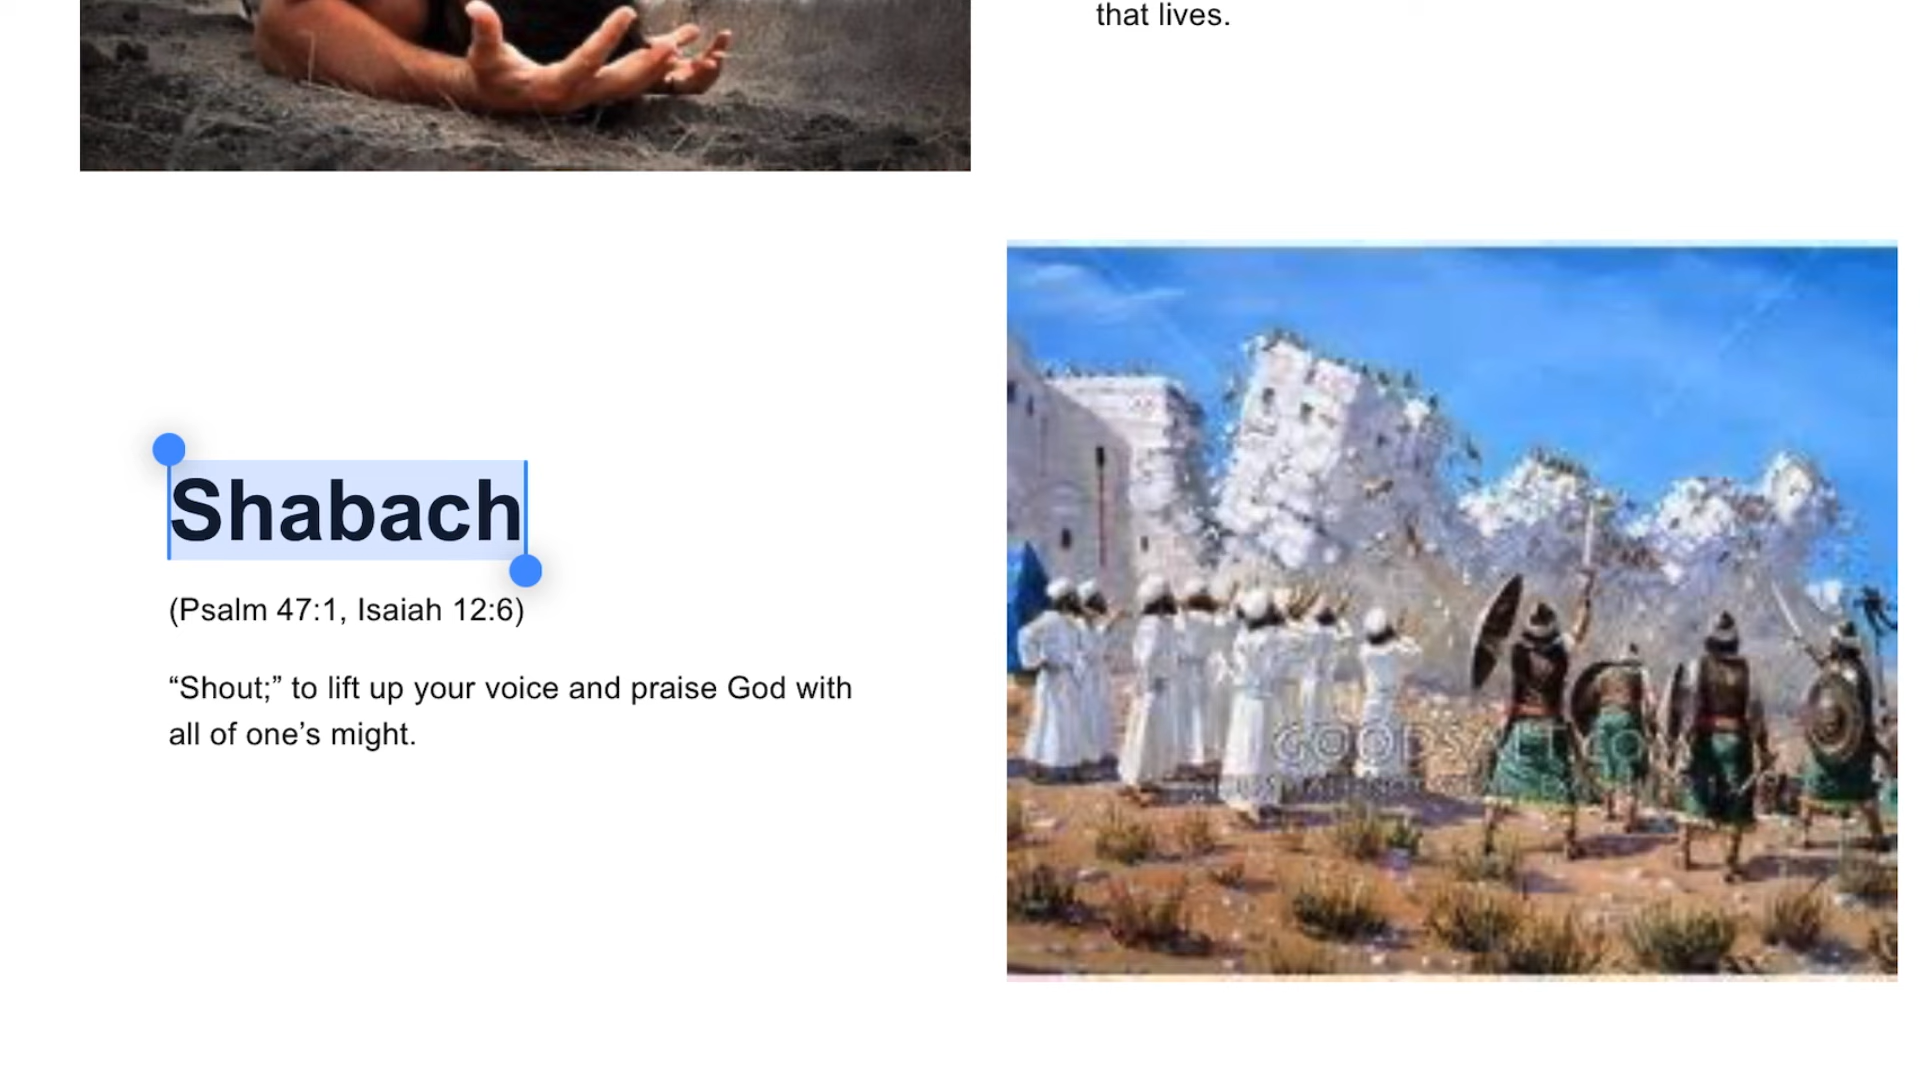 that lives.
Shabach
(Psalm 47:1, Isaiah 12:6)
“Shout;” to lift up your voice and praise God with
all of one’s might.